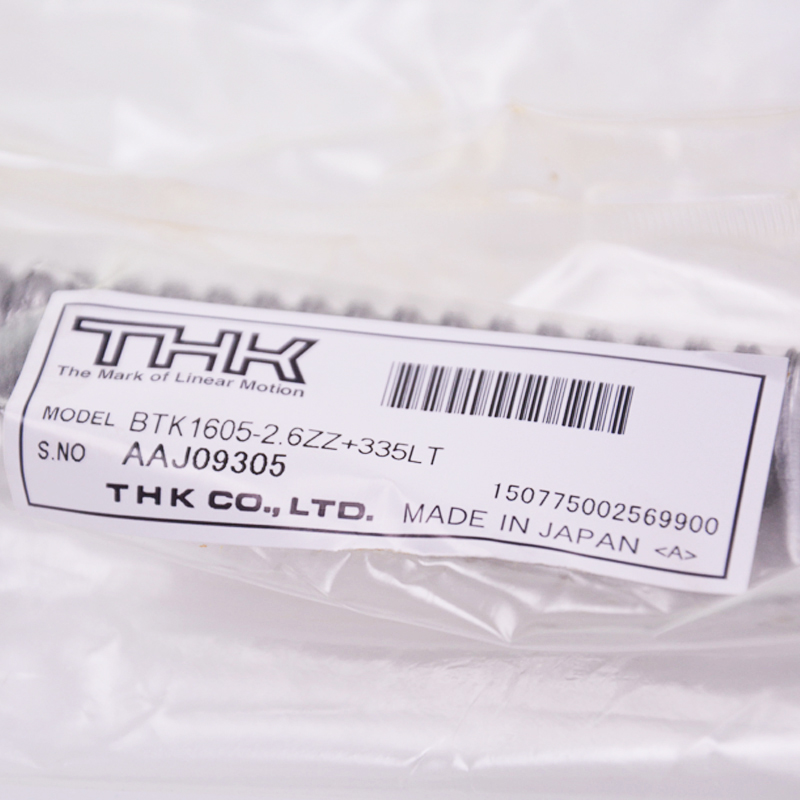 THK
The Mark of Linear Motion
MODEL BTK1605-2.6ZZ+335LT
S.NO AAJ09305
150775002569900
THK CO., LTD. MADE IN JAPAN <A>